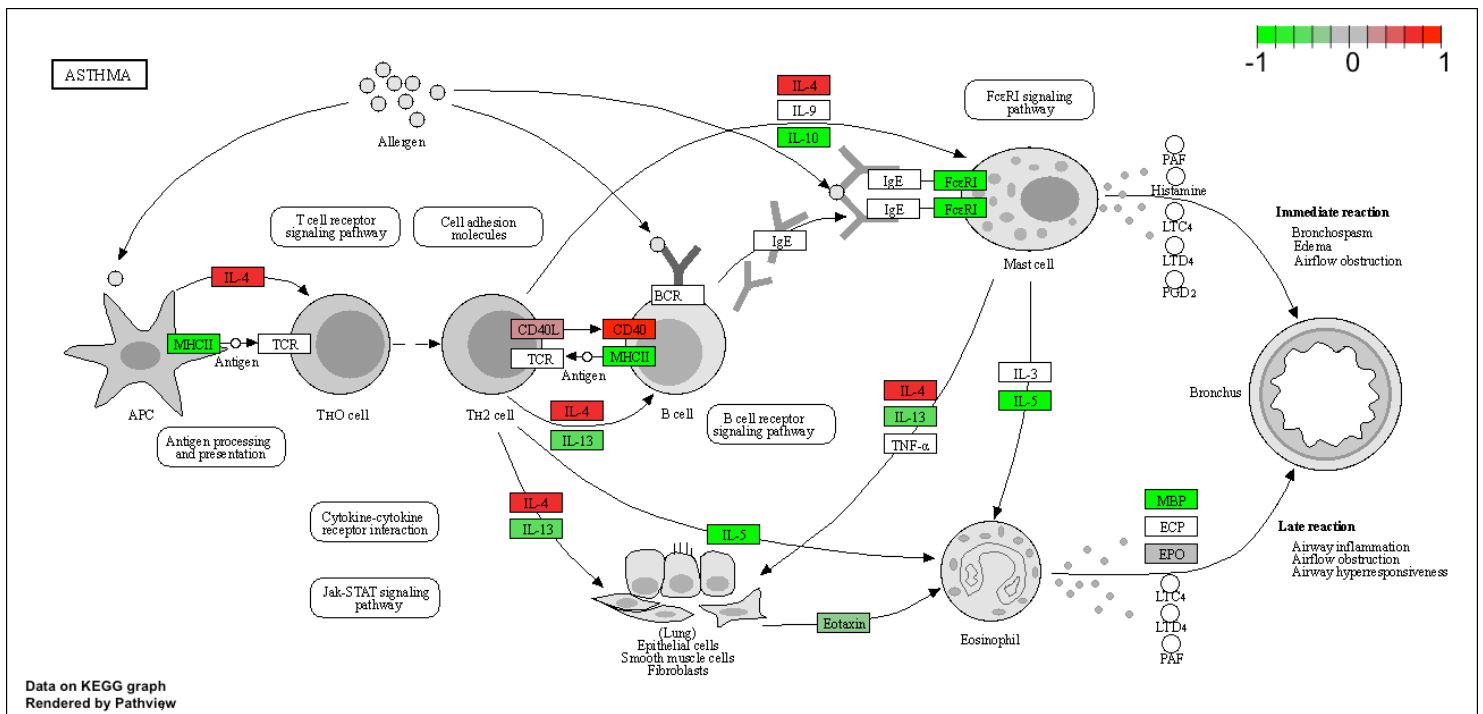 ASTHMA
-1 0 1
Allergen
IL-4
IL-9
IL-10
FcεRI signaling
pathway
PAF
Histamine
LTC4
LTD4
PGD2
IgE
FcεRI
IgE
FcεRI
Mast cell
Immediate reaction
Bronchospasm
Edema
Airflow obstruction
T cell receptor
signaling pathway
Cell adhesion
molecules
IgE
BCR
IL-4
MHCII
Antigen
TCR
CD40L
CD40
TCR
Antigen
MHCII
APC
TH0 cell
TH2 cell
B cell
IL-4
IL-13
B cell receptor
signaling pathway
IL-4
IL-13
TNF-α
IL-3
IL-5
Bronchus
Antigen processing
and presentation
IL-4
IL-13
IL-5
Cytokine-cytokine
receptor interaction
Jak-STAT signaling
pathway
(Lung)
Epithelial cells
Smooth muscle cells
Fibroblasts
Eotaxin
Eosinophil
MBP
ECP
EPO
LTC4
LTD4
PAF
Late reaction
Airway inflammation
Airflow obstruction
Airway hyperresponsiveness
Data on KEGG graph
Rendered by Pathview